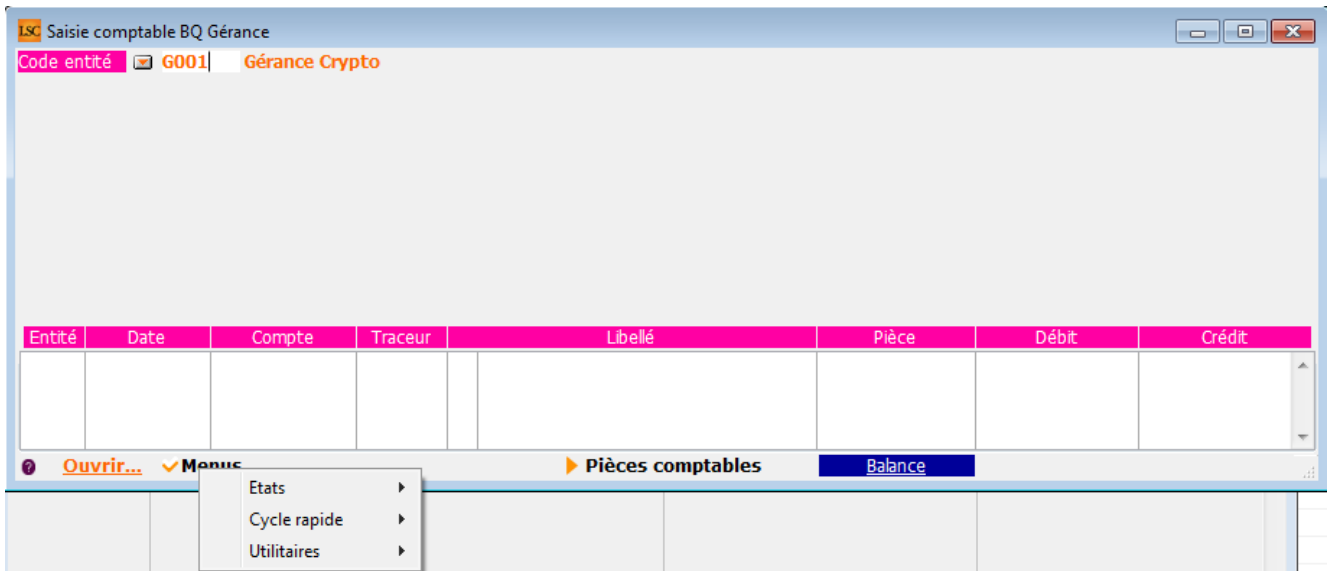 LSC Saisie comptable BQ Gérance
Code entité G001 Gérance Crypto
Entité Date Compte Traceur Libellé Pièce Débit Crédit
? Ouvrir... Menus Pièces comptables Balance
Etats
Cycle rapide
Utilitaires